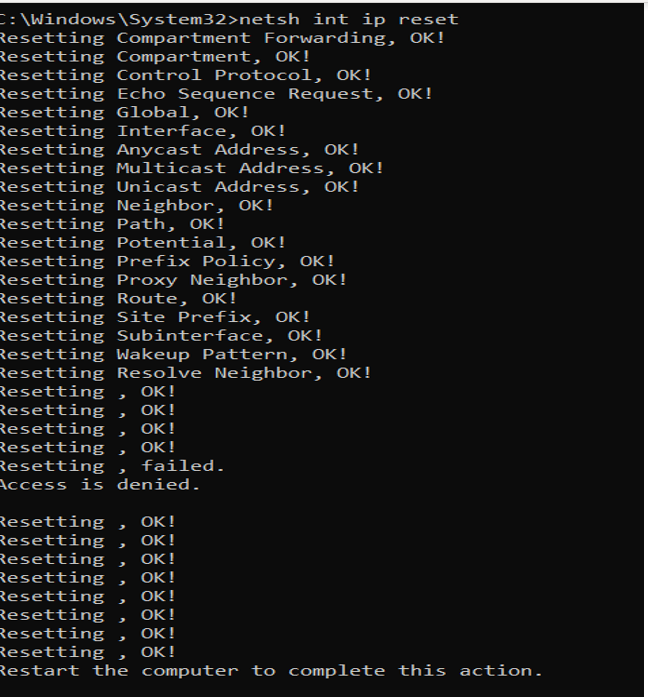 C:\Windows\System32>netsh int ip reset
Resetting Compartment Forwarding, OK!
Resetting Compartment, OK!
Resetting Control Protocol, OK!
Resetting Echo Sequence Request, OK!
Resetting Global, OK!
Resetting Interface, OK!
Resetting Anycast Address, OK!
Resetting Multicast Address, OK!
Resetting Unicast Address, OK!
Resetting Neighbor, OK!
Resetting Path, OK!
Resetting Potential, OK!
Resetting Prefix Policy, OK!
Resetting Proxy Neighbor, OK!
Resetting Route, OK!
Resetting Site Prefix, OK!
Resetting Subinterface, OK!
Resetting Wakeup Pattern, OK!
Resetting Resolve Neighbor, OK!
Resetting , OK!
Resetting , OK!
Resetting , OK!
Resetting , OK!
Resetting , failed.
Access is denied.

Resetting , OK!
Resetting , OK!
Resetting , OK!
Resetting , OK!
Resetting , OK!
Resetting , OK!
Resetting , OK!
Resetting , OK!
Restart the computer to complete this action.